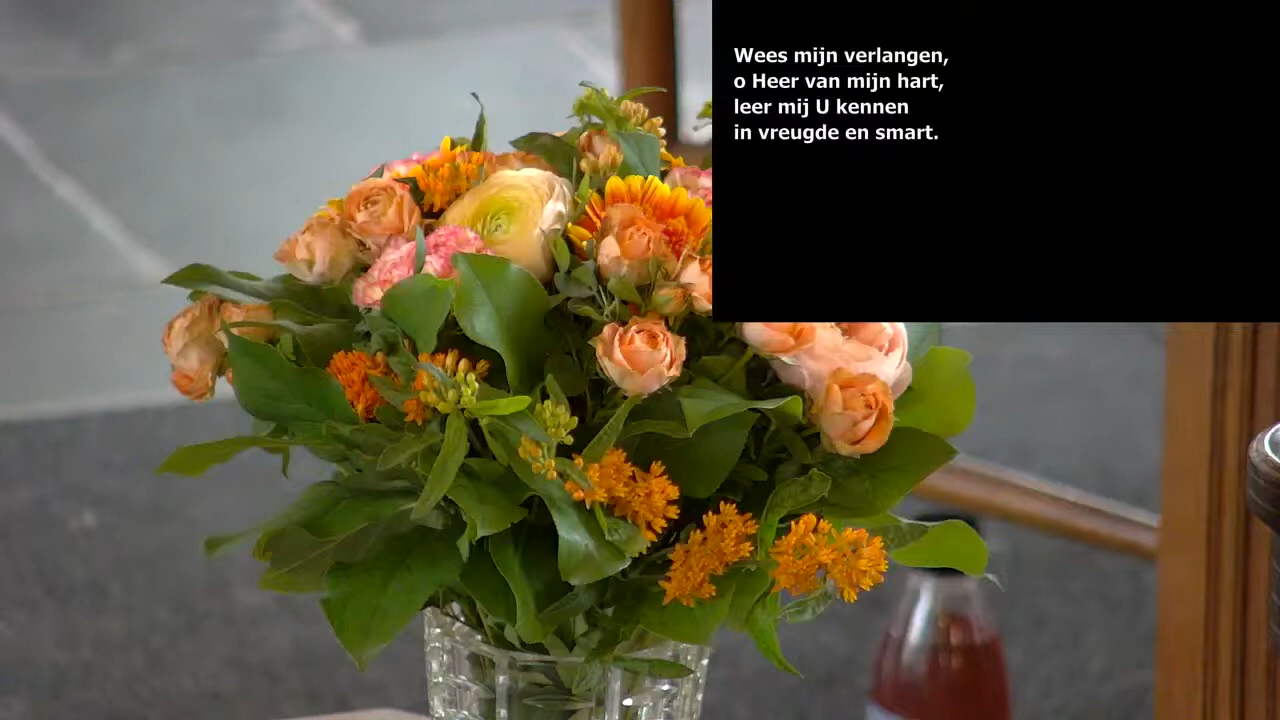 Wees mijn verlangen,
o Heer van mijn hart,
leer mij U kennen
in vreugde en smart.